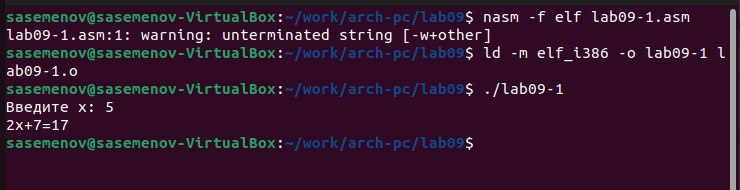 sasemenov@sasemenov-VirtualBox:~/work/arch-pc/lab09$ nasm -f elf lab09-1.asm
lab09-1.asm:1: warning: unterminated string [-w+other]
sasemenov@sasemenov-VirtualBox:~/work/arch-pc/lab09$ ld -m elf_i386 -o lab09-1 l
ab09-1.o
sasemenov@sasemenov-VirtualBox:~/work/arch-pc/lab09$ ./lab09-1
Введите x: 5
2x+7=17
sasemenov@sasemenov-VirtualBox:~/work/arch-pc/lab09$